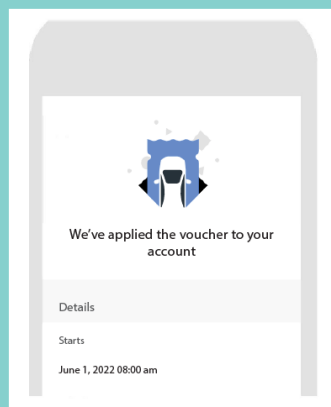 We've applied the voucher to your
account
Details
Starts
June 1, 2022 08:00 am